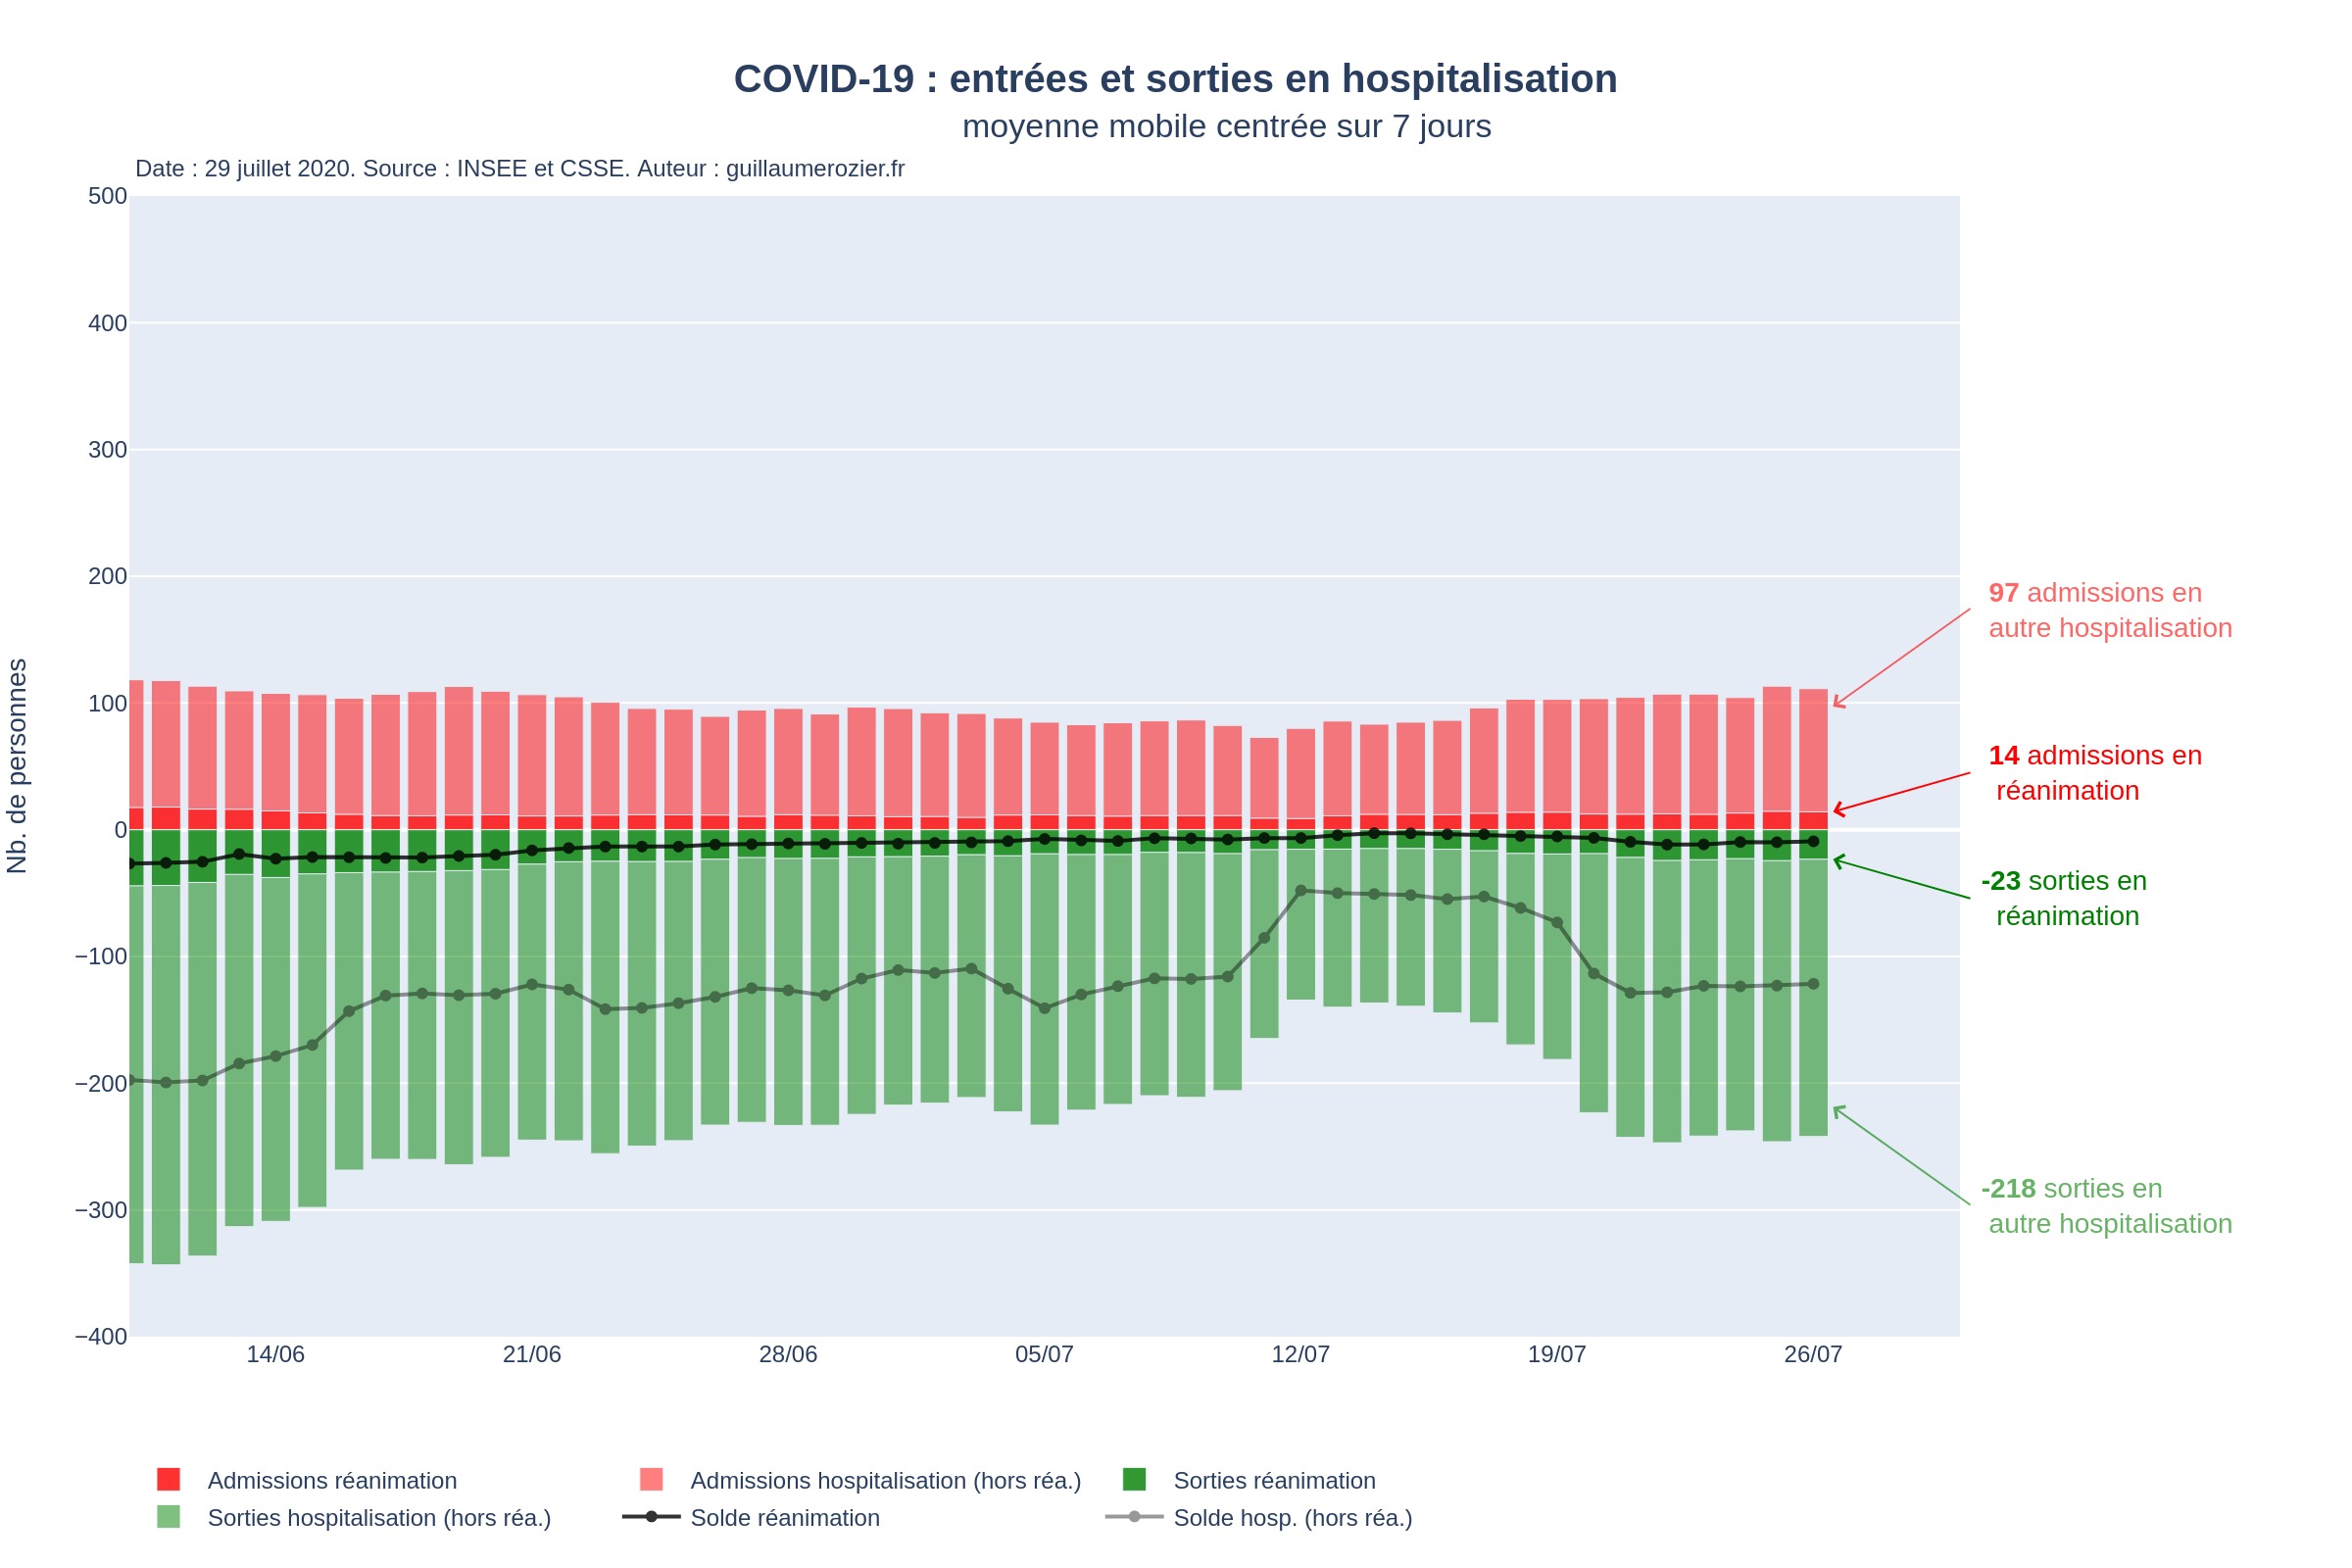 COVID-19 : entrées et sorties en hospitalisation
moyenne mobile centrée sur 7 jours
Date : 29 juillet 2020. Source : INSEE et CSSE. Auteur : guillaumerozier.fr
Nb. de personnes
500
400
300
200
100
0
−100
−200
−300
−400
14/06
21/06
28/06
05/07
12/07
19/07
26/07
97 admissions en
autre hospitalisation
14 admissions en
réanimation
-23 sorties en
réanimation
-218 sorties en
autre hospitalisation
Admissions réanimation
Admissions hospitalisation (hors réa.)
Sorties réanimation
Sorties hospitalisation (hors réa.)
Solde réanimation
Solde hosp. (hors réa.)